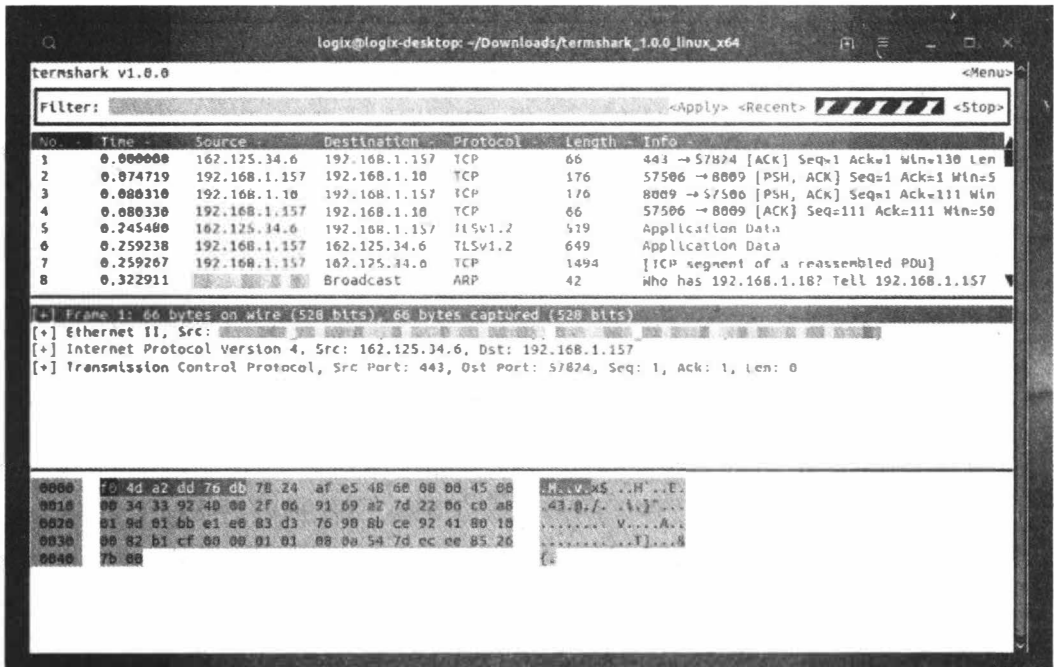 logix@logix-desktop: ~/Downloads/termshark_1.0.0_linux_x64
termshark v1.0.0 <Menu>
Filter: <Apply> <Recent> <Stop>
No. - Time - Source - Destination - Protocol - Length - Info -
1 0.000000 162.125.34.6 192.168.1.157 TCP 66 443 → 57824 [ACK] Seq=1 Ack=1 Win=130 Len
2 0.074719 192.168.1.157 192.168.1.10 TCP 176 57506 → 8009 [PSH, ACK] Seq=1 Ack=1 Win=5
3 0.080310 192.168.1.10 192.168.1.157 TCP 176 8009 → 57506 [PSH, ACK] Seq=1 Ack=111 Win
4 0.080330 192.168.1.157 192.168.1.10 TCP 66 57506 → 8009 [ACK] Seq=111 Ack=111 Win=50
5 0.245480 162.125.34.6 192.168.1.157 TLSv1.2 519 Application Data
6 0.259238 192.168.1.157 162.125.34.6 TLSv1.2 649 Application Data
7 0.259267 192.168.1.157 162.125.34.6 TCP 1494 [TCP segment of a reassembled PDU]
8 0.322911 Broadcast ARP 42 Who has 192.168.1.18? Tell 192.168.1.157
[+] Frame 1: 66 bytes on wire (528 bits), 66 bytes captured (528 bits)
[+] Ethernet II, Src:
[+] Internet Protocol Version 4, Src: 162.125.34.6, Dst: 192.168.1.157
[+] Transmission Control Protocol, Src Port: 443, Dst Port: 57824, Seq: 1, Ack: 1, Len: 0
0000 f0 4d a2 dd 76 db 78 24 af e5 48 60 08 00 45 00 .M..v.x$ ..H`..E.
0010 00 34 33 92 40 00 2f 06 91 69 a2 7d 22 06 c0 a8 .43.@./. .i.}"...
0020 01 9d 01 bb e1 e0 83 d3 76 90 8b ce 92 41 80 10 ........ v....A..
0030 00 82 b1 cf 00 00 01 01 08 0a 54 7d ec ee 85 26 ........ ..T}...&
0040 7b 00 {.